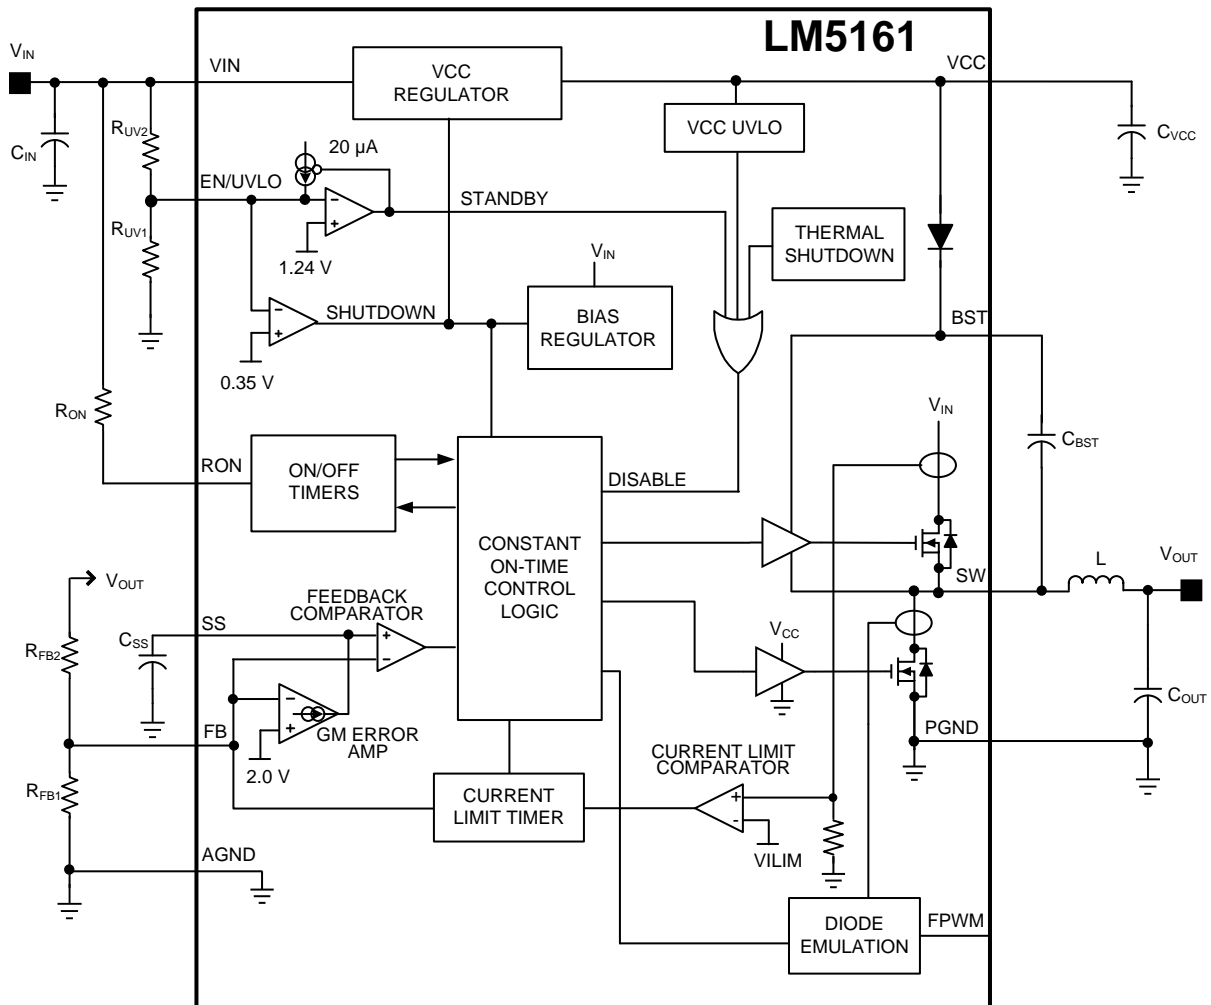 LM5161
VIN
VIN
VCC
REGULATOR
VCC
CIN
RUV2
20 µA
VCC UVLO
CVCC
EN/UVLO
STANDBY
RUV1
1.24 V
THERMAL
SHUTDOWN
VIN
SHUTDOWN
BIAS
REGULATOR
BST
0.35 V
RON
VIN
CBST
RON
ON/OFF
TIMERS
DISABLE
CONSTANT
ON-TIME
CONTROL
LOGIC
VOUT
L
SW
VOUT
FEEDBACK
COMPARATOR
SS
CSS
RFB2
VCC
COUT
FB
GM ERROR
AMP
2.0 V
PGND
CURRENT LIMIT
COMPARATOR
RFB1
CURRENT
LIMIT TIMER
VILIM
AGND
DIODE
EMULATION
FPWM